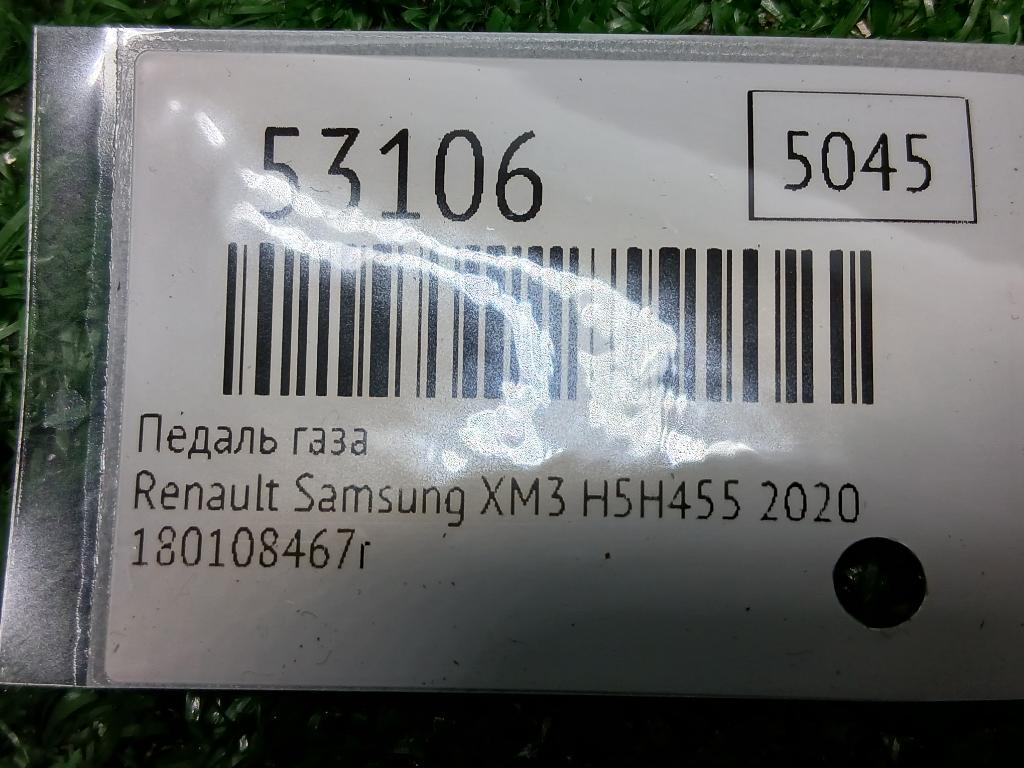 53106
5045
Педаль газа
Renault Samsung XM3 H5H455 2020
180108467r